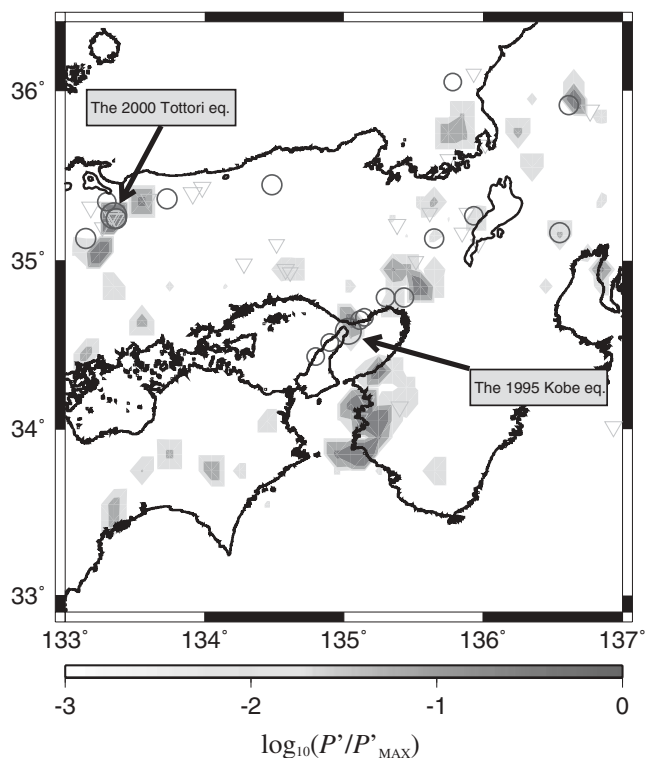 36˚
The 2000 Tottori eq.
35˚
The 1995 Kobe eq.
34˚
33˚
133˚ 134˚ 135˚ 136˚ 137˚
-3 -2 -1 0
log₁₀(P’/P’MAX)